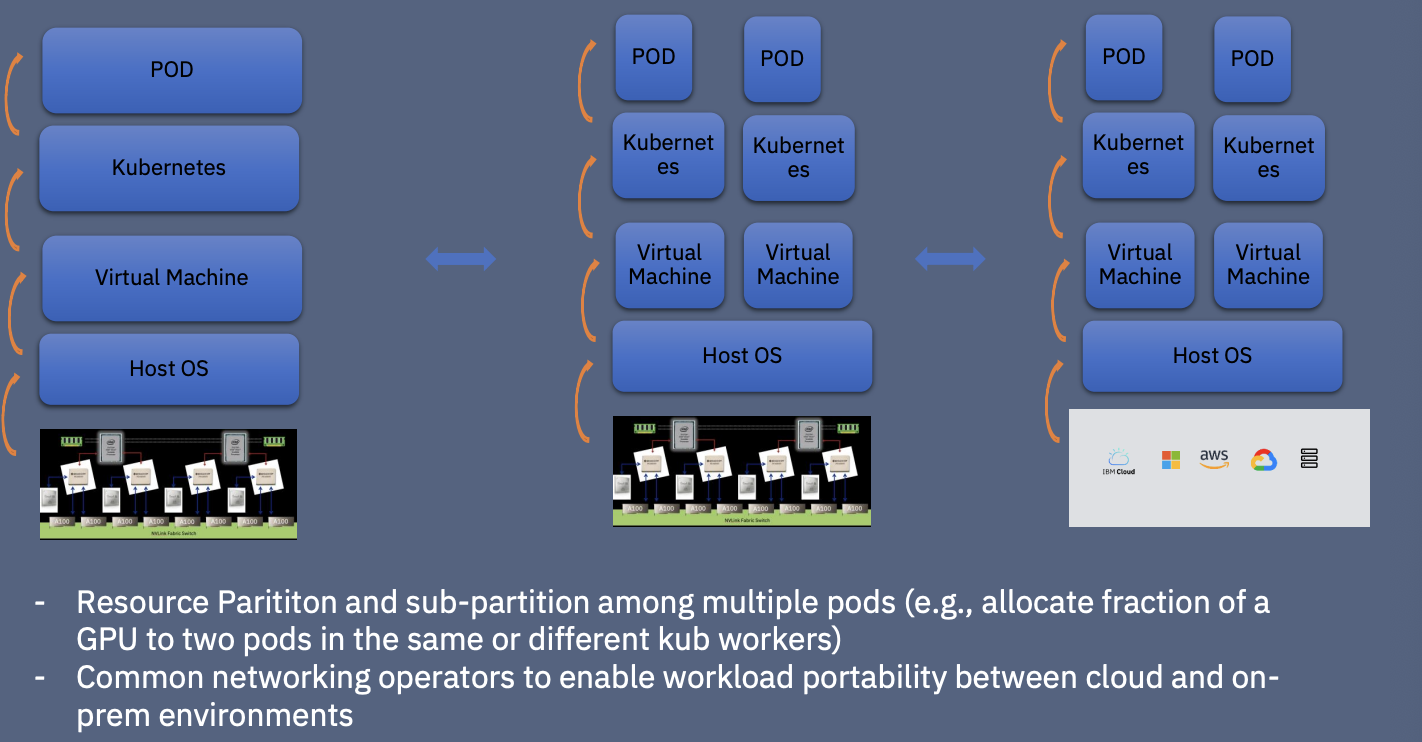 POD
Kubernetes
Virtual Machine
Host OS
A100 A100 A100 A100 A100 A100 A100 A100
NVLink Fabric Switch
POD POD
Kubernet
es
Kubernet
es
Virtual
Machine
Virtual
Machine
Host OS
A100 A100 A100 A100 A100 A100 A100 A100
NVLink Fabric Switch
POD POD
Kubernet
es
Kubernet
es
Virtual
Machine
Virtual
Machine
Host OS
IBM Cloud
aws
- Resource Parititon and sub-partition among multiple pods (e.g., allocate fraction of a
GPU to two pods in the same or different kub workers)
- Common networking operators to enable workload portability between cloud and on-
prem environments